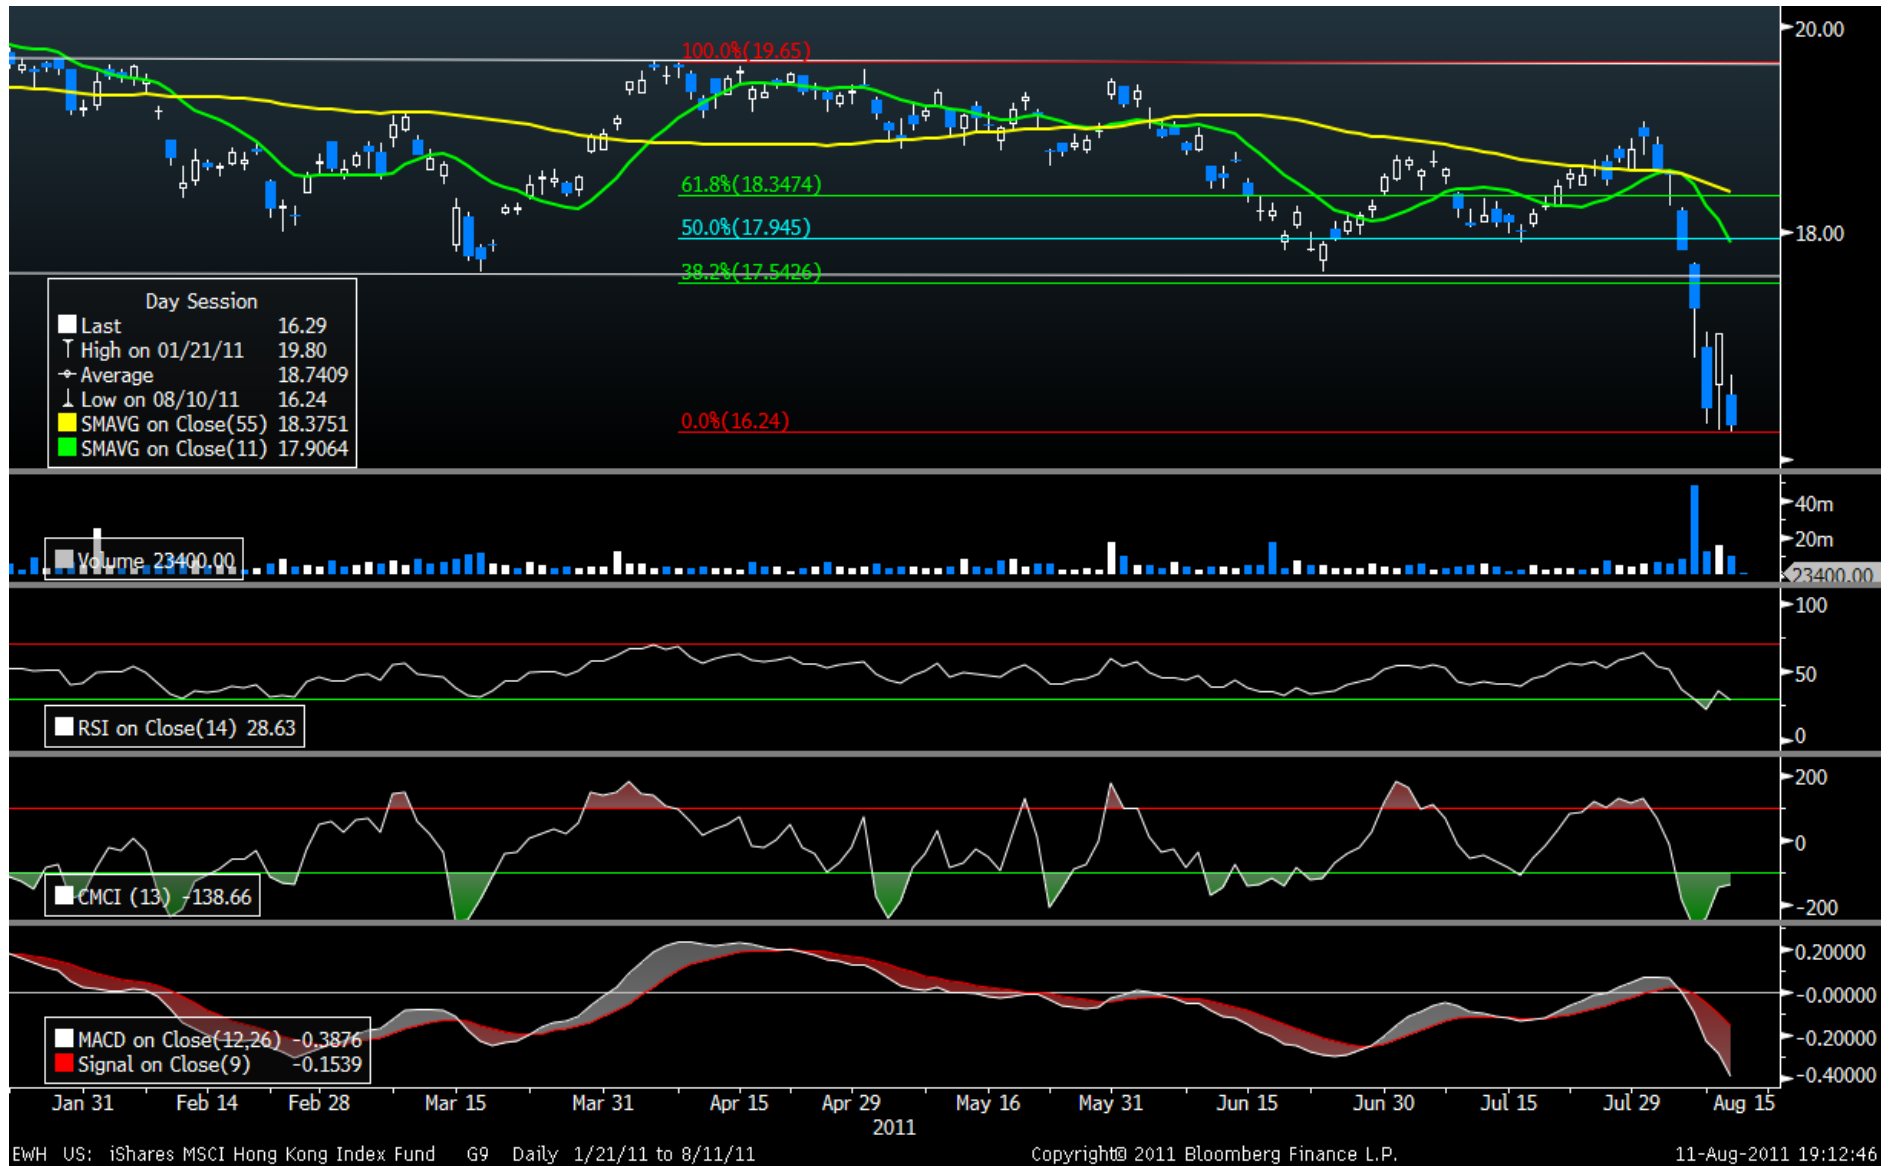 100.0%(19.65)
61.8%(18.3474)
50.0%(17.945)
38.2%(17.5426)
0.0%(16.24)
20.00
18.00
Day Session
Last 16.29
High on 01/21/11 19.80
Average 18.7409
Low on 08/10/11 16.24
SMAVG on Close(55) 18.3751
SMAVG on Close(11) 17.9064
40m
20m
23400.00
Volume 23400.00
100
50
0
RSI on Close(14) 28.63
200
0
-200
CMCI (13) -138.66
0.20000
-0.00000
-0.20000
-0.40000
MACD on Close(12,26) -0.3876
Signal on Close(9) -0.1539
Jan 31 Feb 14 Feb 28 Mar 15 Mar 31 Apr 15 Apr 29 May 16 May 31 Jun 15 Jun 30 Jul 15 Jul 29 Aug 15
2011
EWH US: iShares MSCI Hong Kong Index Fund G9 Daily 1/21/11 to 8/11/11 Copyright© 2011 Bloomberg Finance L.P. 11-Aug-2011 19:12:46